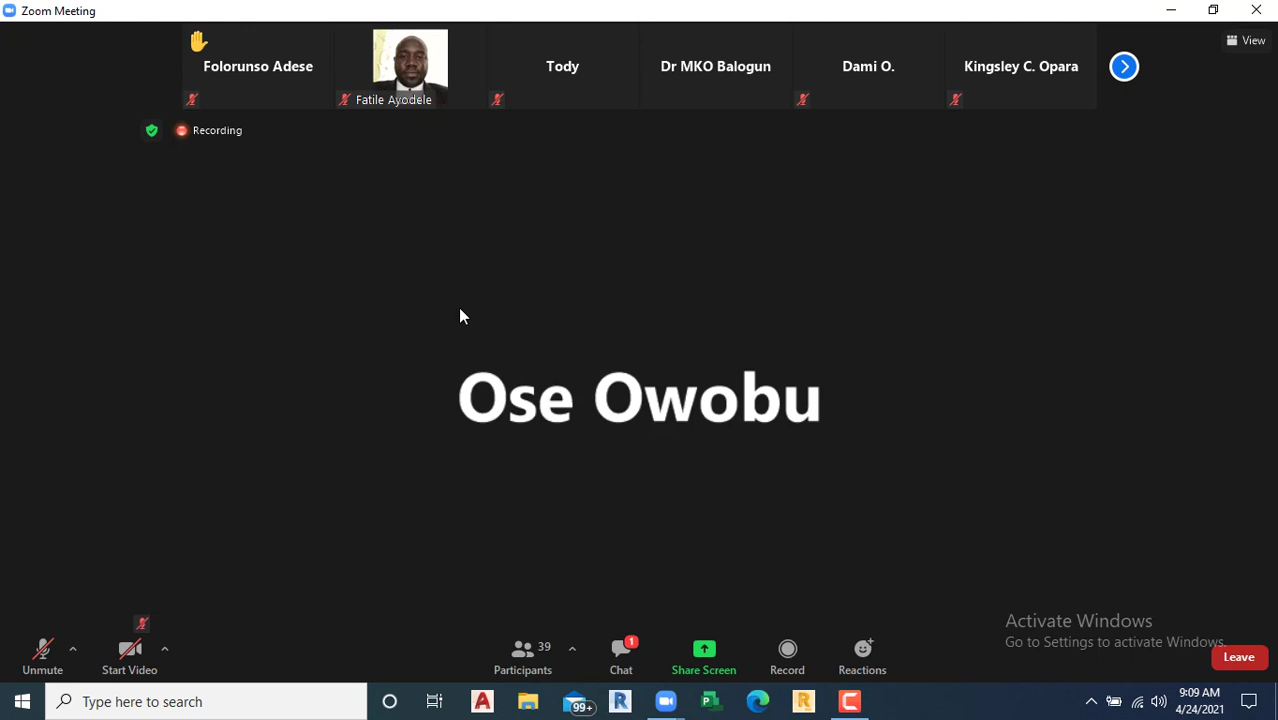 Zoom Meeting
View
Folorunso Adese
Fatile Ayodele
Tody
Dr MKO Balogun
Dami O.
Kingsley C. Opara
Recording
Ose Owobu
Activate Windows
Go to Settings to activate Windows.
Unmute
Start Video
39
Participants
1
Chat
Share Screen
Record
Reactions
Leave
Type here to search
A
99+
R
P
R
C
9:09 AM
4/24/2021